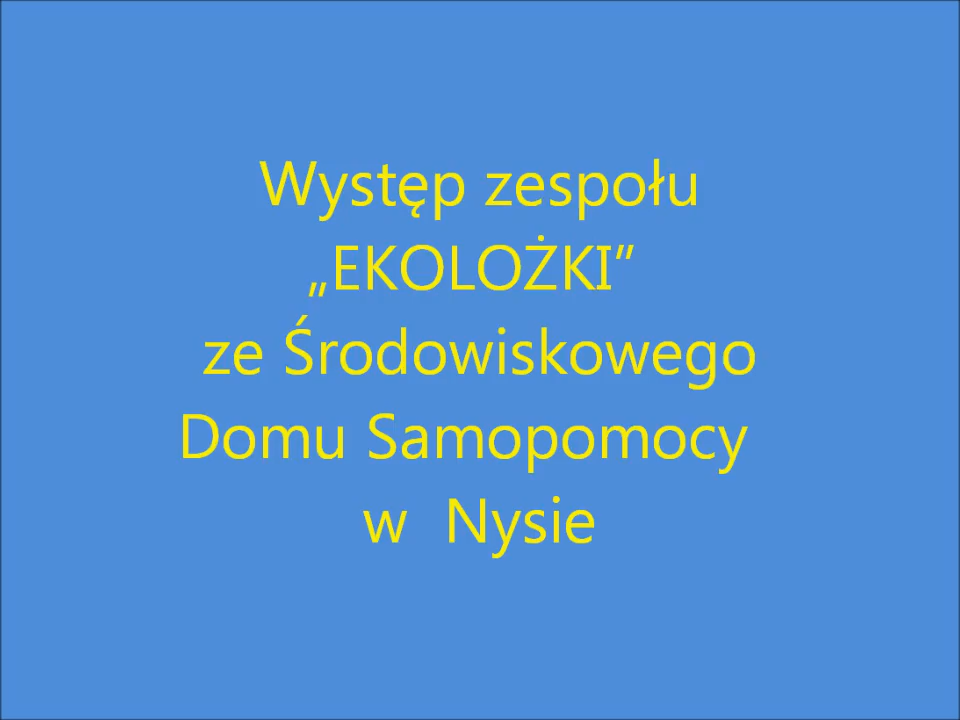 Występ zespołu
„EKOLOŻKI”
ze Środowiskowego
Domu Samopomocy
w Nysie